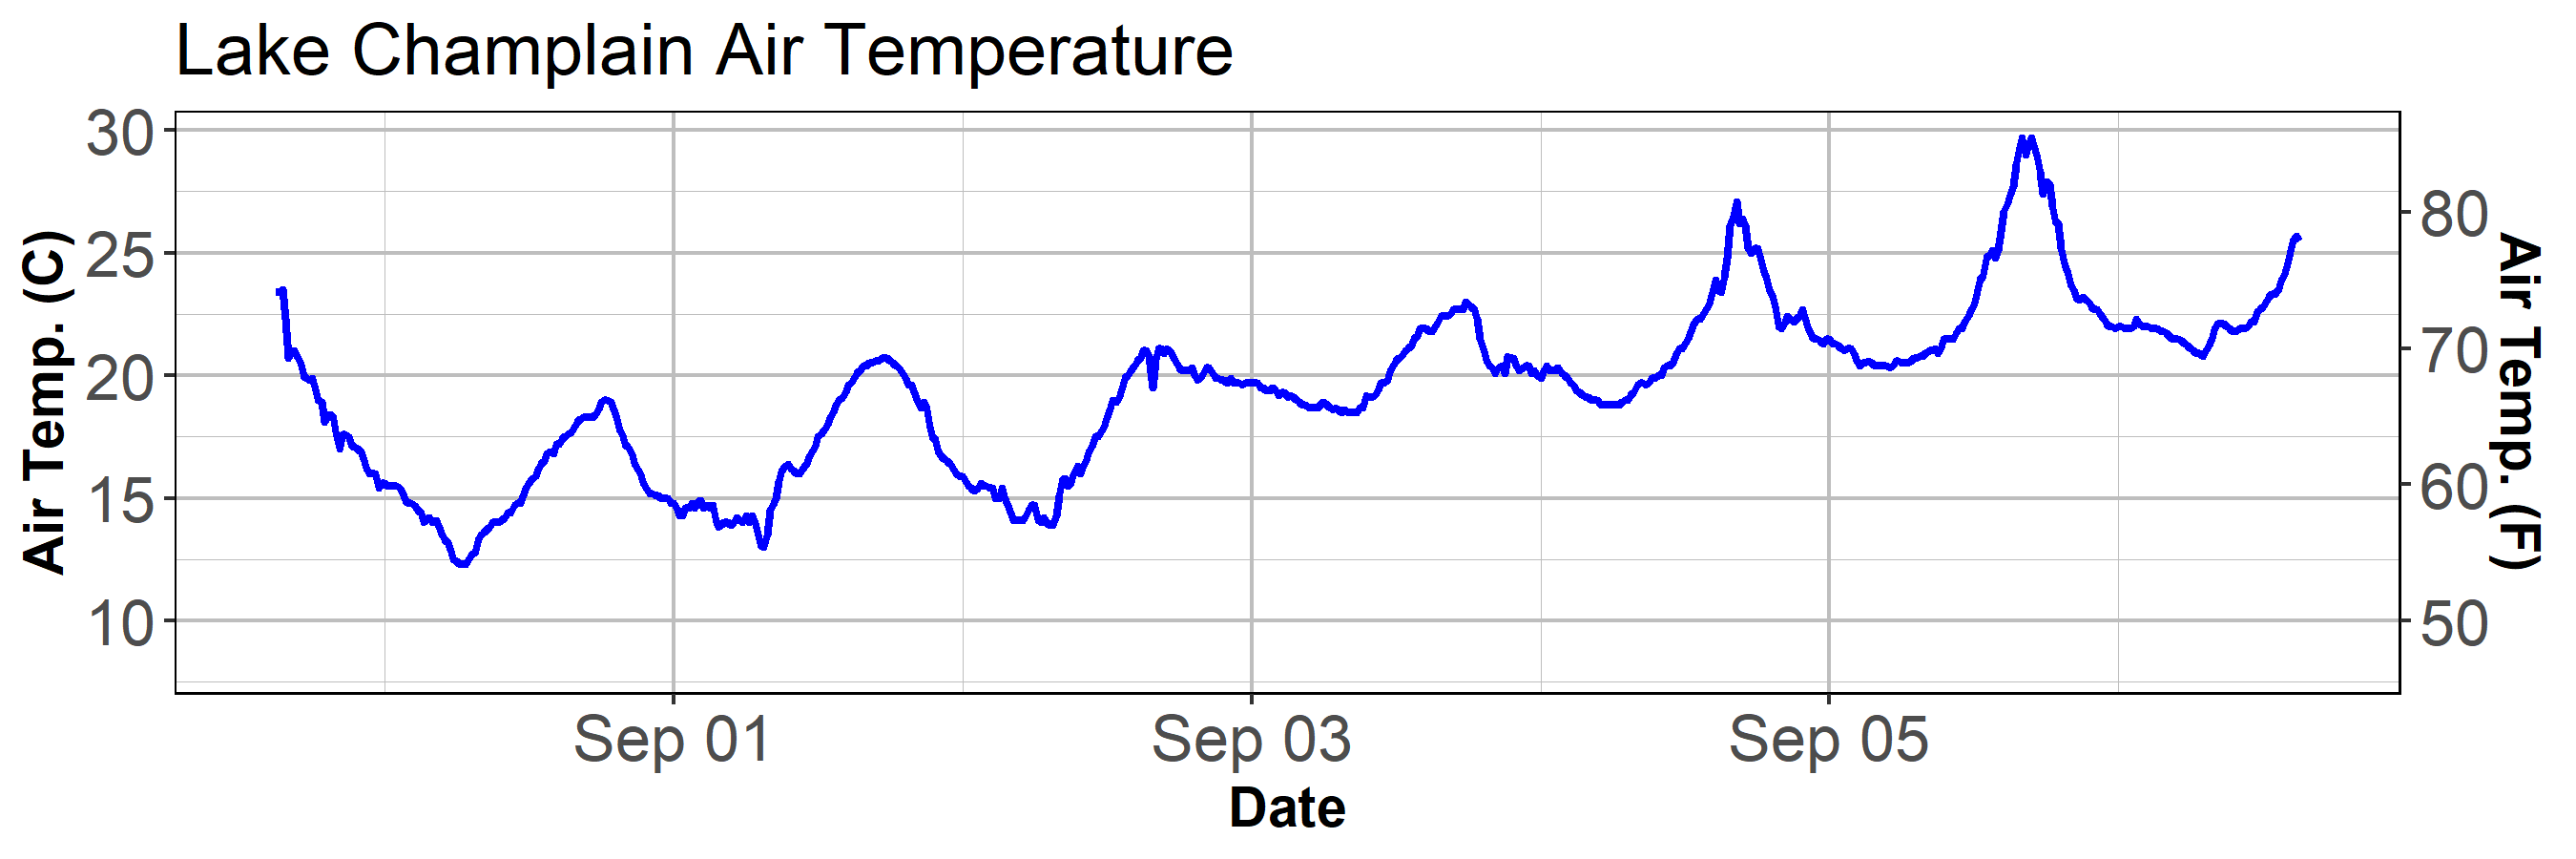 Lake Champlain Air Temperature
30
25
20
15
10
Air Temp. (C)
80
70
60
50
Air Temp. (F)
Sep 01
Sep 03
Sep 05
Date